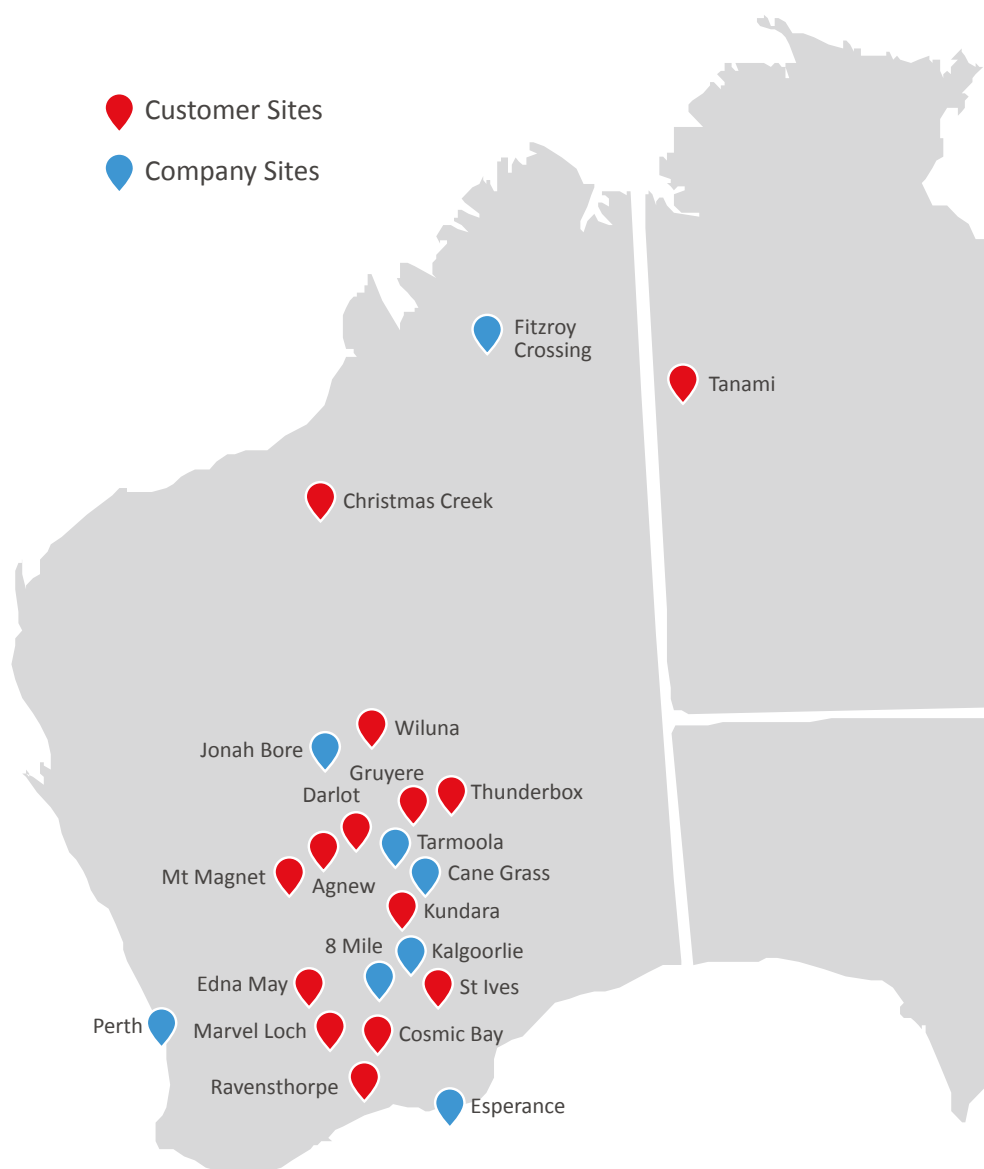 Customer Sites
Company Sites
Fitzroy
Crossing
Tanami
Christmas Creek
Wiluna
Jonah Bore
Gruyere
Thunderbox
Darlot
Tarmoola
Cane Grass
Mt Magnet
Agnew
Kundara
8 Mile
Kalgoorlie
Edna May
St Ives
Perth
Marvel Loch
Cosmic Bay
Ravensthorpe
Esperance